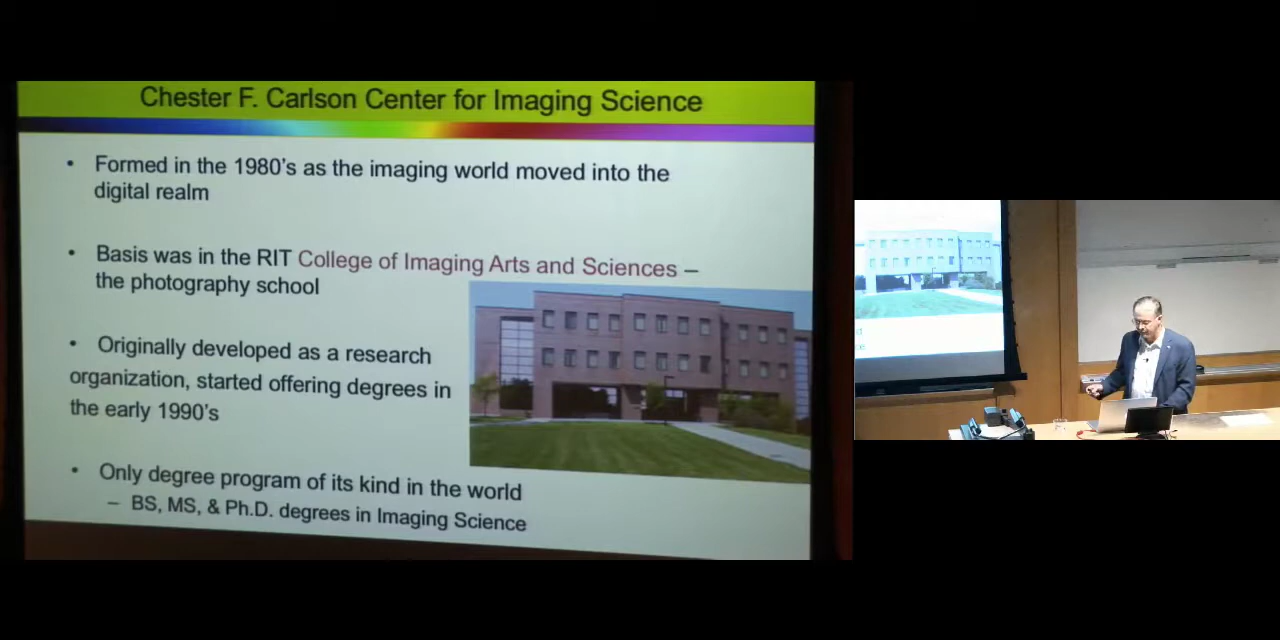 Chester F. Carlson Center for Imaging Science
• Formed in the 1980's as the imaging world moved into the
digital realm
• Basis was in the RIT College of Imaging Arts and Sciences –
the photography school
• Originally developed as a research
organization, started offering degrees in
the early 1990's
• Only degree program of its kind in the world
– BS, MS, & Ph.D. degrees in Imaging Science